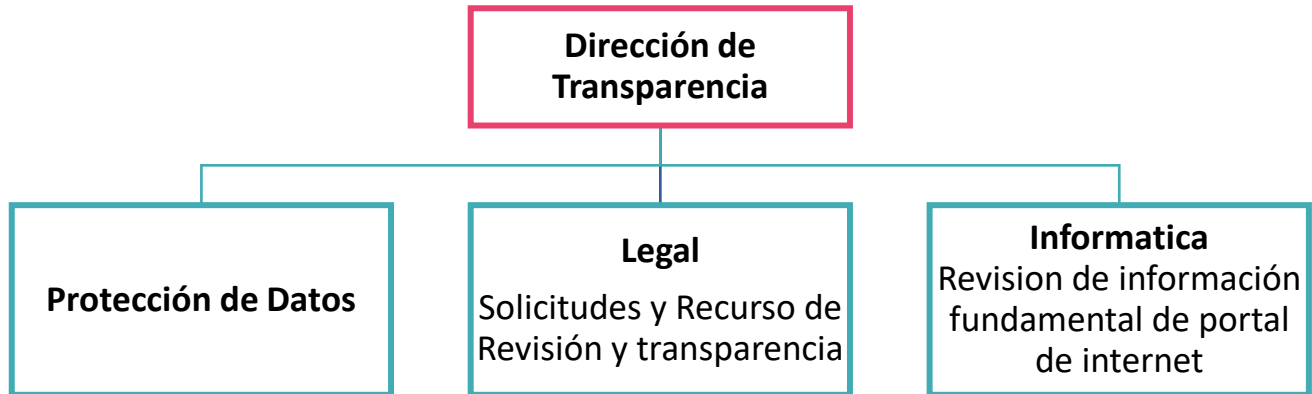 Dirección de
Transparencia
Protección de Datos
Legal
Solicitudes y Recurso de
Revisión y transparencia
Informatica
Revision de información
fundamental de portal
de internet